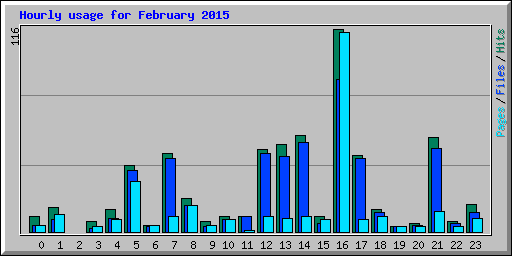 Hourly usage for February 2015
116
Pages/Files/Hits
0 1 2 3 4 5 6 7 8 9 10 11 12 13 14 15 16 17 18 19 20 21 22 23